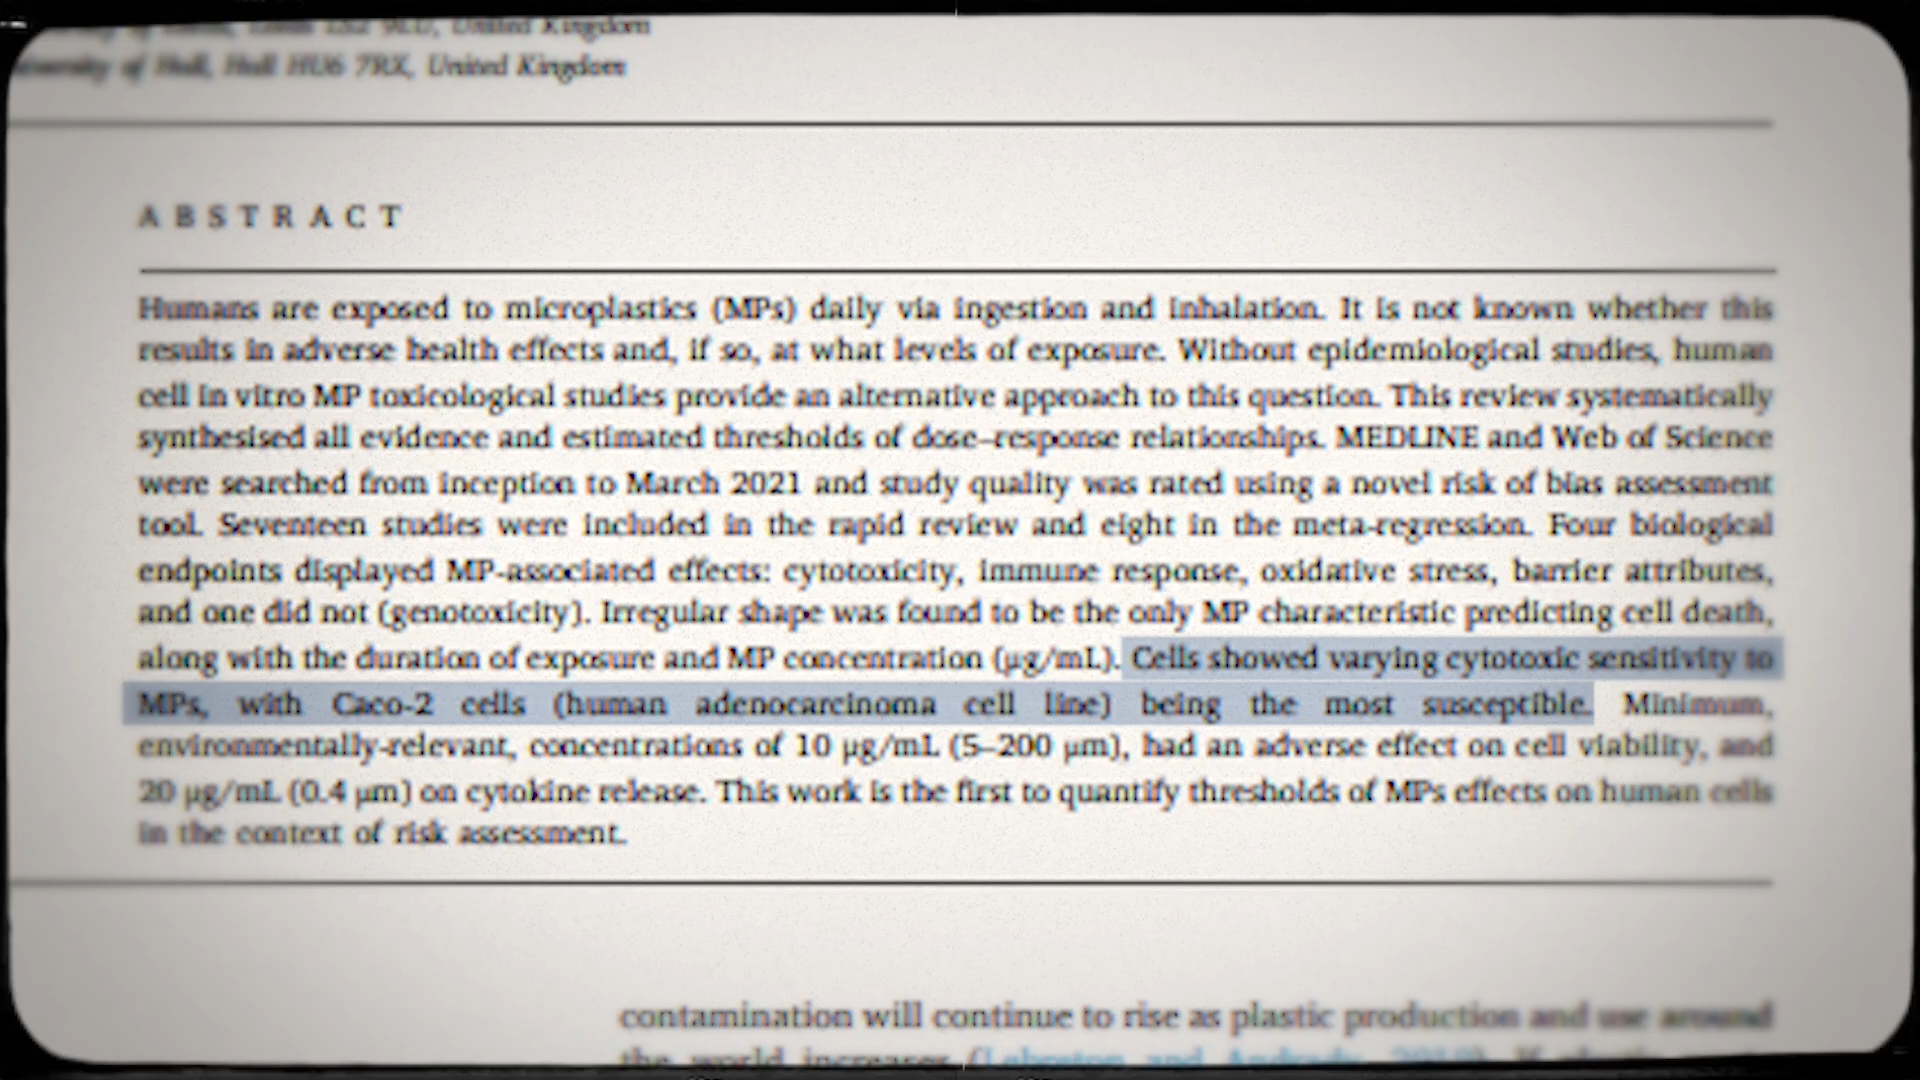 University of Hull, Hull HU6 7RX, United Kingdom
ABSTRACT
Humans are exposed to microplastics (MPs) daily via ingestion and inhalation. It is not known whether this
results in adverse health effects and, if so, at what levels of exposure. Without epidemiological studies, human
cell in vitro MP toxicological studies provide an alternative approach to this question. This review systematically
synthesised all evidence and estimated thresholds of dose–response relationships. MEDLINE and Web of Science
were searched from inception to March 2021 and study quality was rated using a novel risk of bias assessment
tool. Seventeen studies were included in the rapid review and eight in the meta-regression. Four biological
endpoints displayed MP-associated effects: cytotoxicity, immune response, oxidative stress, barrier attributes,
and one did not (genotoxicity). Irregular shape was found to be the only MP characteristic predicting cell death,
along with the duration of exposure and MP concentration (μg/mL). Cells showed varying cytotoxic sensitivity to
MPs, with Caco-2 cells (human adenocarcinoma cell line) being the most susceptible. Minimum,
environmentally-relevant, concentrations of 10 μg/mL (5–200 μm), had an adverse effect on cell viability, and
20 μg/mL (0.4 μm) on cytokine release. This work is the first to quantify thresholds of MPs effects on human cells
in the context of risk assessment.
contamination will continue to rise as plastic production and use around
the world increases